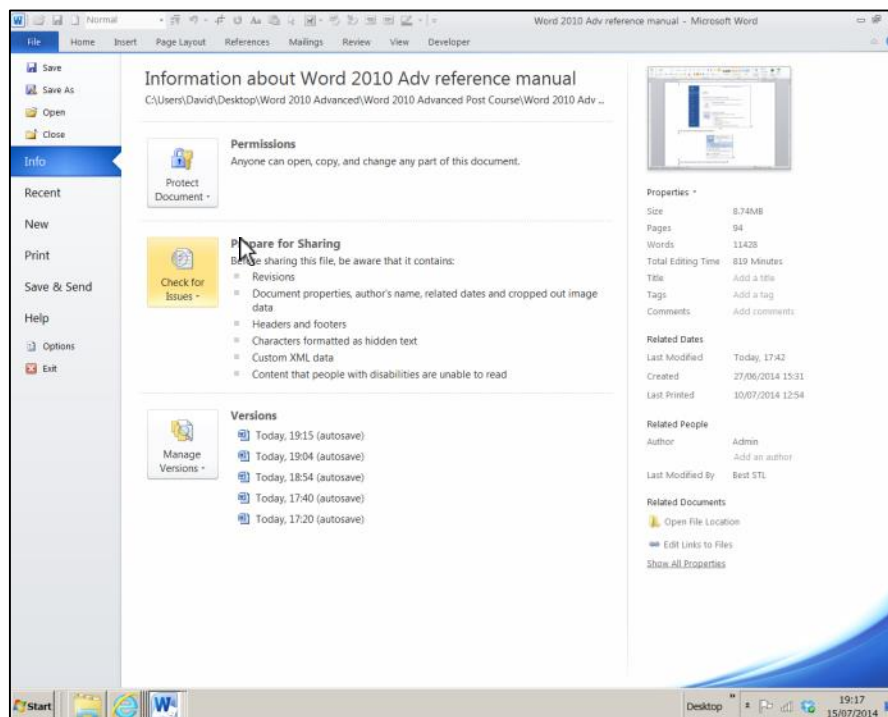 Normal
Word 2010 Adv reference manual - Microsoft Word
File Home Insert Page Layout References Mailings Review View Developer
Save
Save As
Open
Close
Info
Recent
New
Print
Save & Send
Help
Options
Exit
Information about Word 2010 Adv reference manual
C:\Users\David\Desktop\Word 2010 Advanced\Word 2010 Advanced Post Course\Word 2010 Adv ...
Protect
Document
Permissions
Anyone can open, copy, and change any part of this document.
Check for
Issues
Prepare for Sharing
Before sharing this file, be aware that it contains:
Revisions
Document properties, author's name, related dates and cropped out image
data
Headers and footers
Characters formatted as hidden text
Custom XML data
Content that people with disabilities are unable to read
Manage
Versions
Versions
Today, 19:15 (autosave)
Today, 19:04 (autosave)
Today, 18:54 (autosave)
Today, 17:40 (autosave)
Today, 17:20 (autosave)
Properties
Size 8.74MB
Pages 94
Words 11428
Total Editing Time 819 Minutes
Title Add a title
Tags Add a tag
Comments Add comments
Related Dates
Last Modified Today, 17:42
Created 27/06/2014 15:31
Last Printed 10/07/2014 12:54
Related People
Author Admin
Add an author
Last Modified By Best STL
Related Documents
Open File Location
Edit Links to Files
Show All Properties
Start
Desktop
19:17
15/07/2014